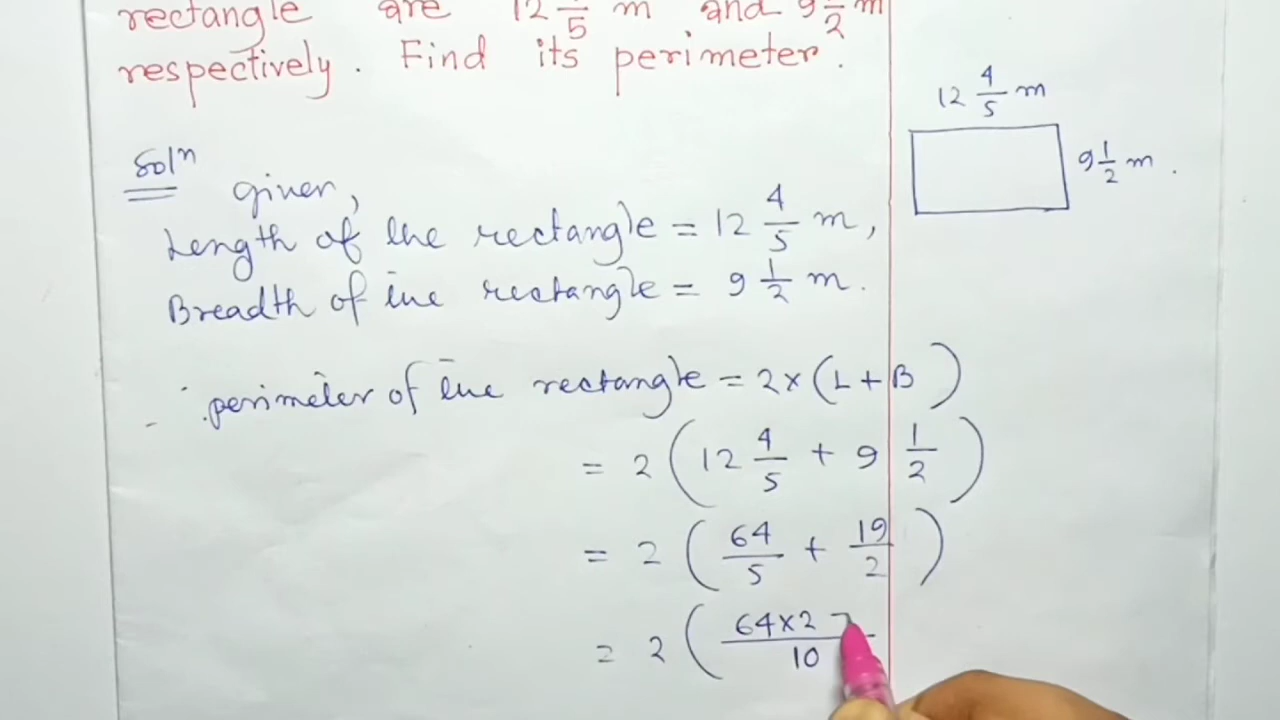 rectangle are 12 4/5 m and 9 1/2 m
respectively. Find its perimeter.
12 4/5 m
9 1/2 m.
Solⁿ
given,
Length of the rectangle = 12 4/5 m,
Breadth of the rectangle = 9 1/2 m.
∴ perimeter of the rectangle = 2×(L+B)
= 2(12 4/5 + 9 1/2)
= 2(64/5 + 19/2)
= 2(64×2/10